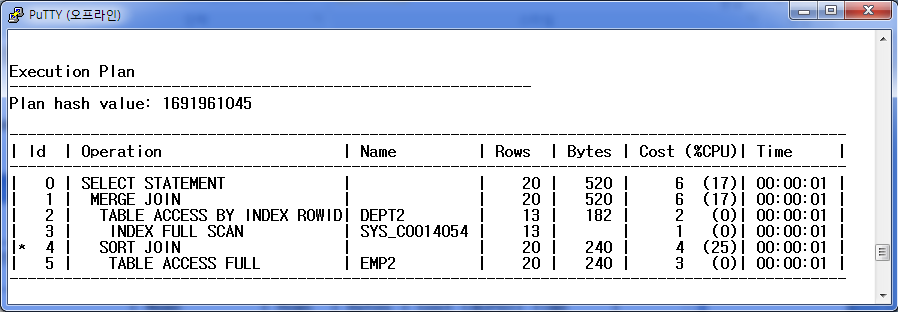 PuTTY (오프라인)
Execution Plan
----------------------------------------------------------
Plan hash value: 1691961045
---------------------------------------------------------------------------------------------
| Id  | Operation                    | Name         | Rows  | Bytes | Cost (%CPU)| Time     |
---------------------------------------------------------------------------------------------
|   0 | SELECT STATEMENT             |              |    20 |   520 |     6  (17)| 00:00:01 |
|   1 |  MERGE JOIN                  |              |    20 |   520 |     6  (17)| 00:00:01 |
|   2 |   TABLE ACCESS BY INDEX ROWID| DEPT2        |    13 |   182 |     2   (0)| 00:00:01 |
|   3 |    INDEX FULL SCAN           | SYS_C0014054 |    13 |       |     1   (0)| 00:00:01 |
|*  4 |   SORT JOIN                  |              |    20 |   240 |     4  (25)| 00:00:01 |
|   5 |    TABLE ACCESS FULL         | EMP2         |    20 |   240 |     3   (0)| 00:00:01 |
---------------------------------------------------------------------------------------------